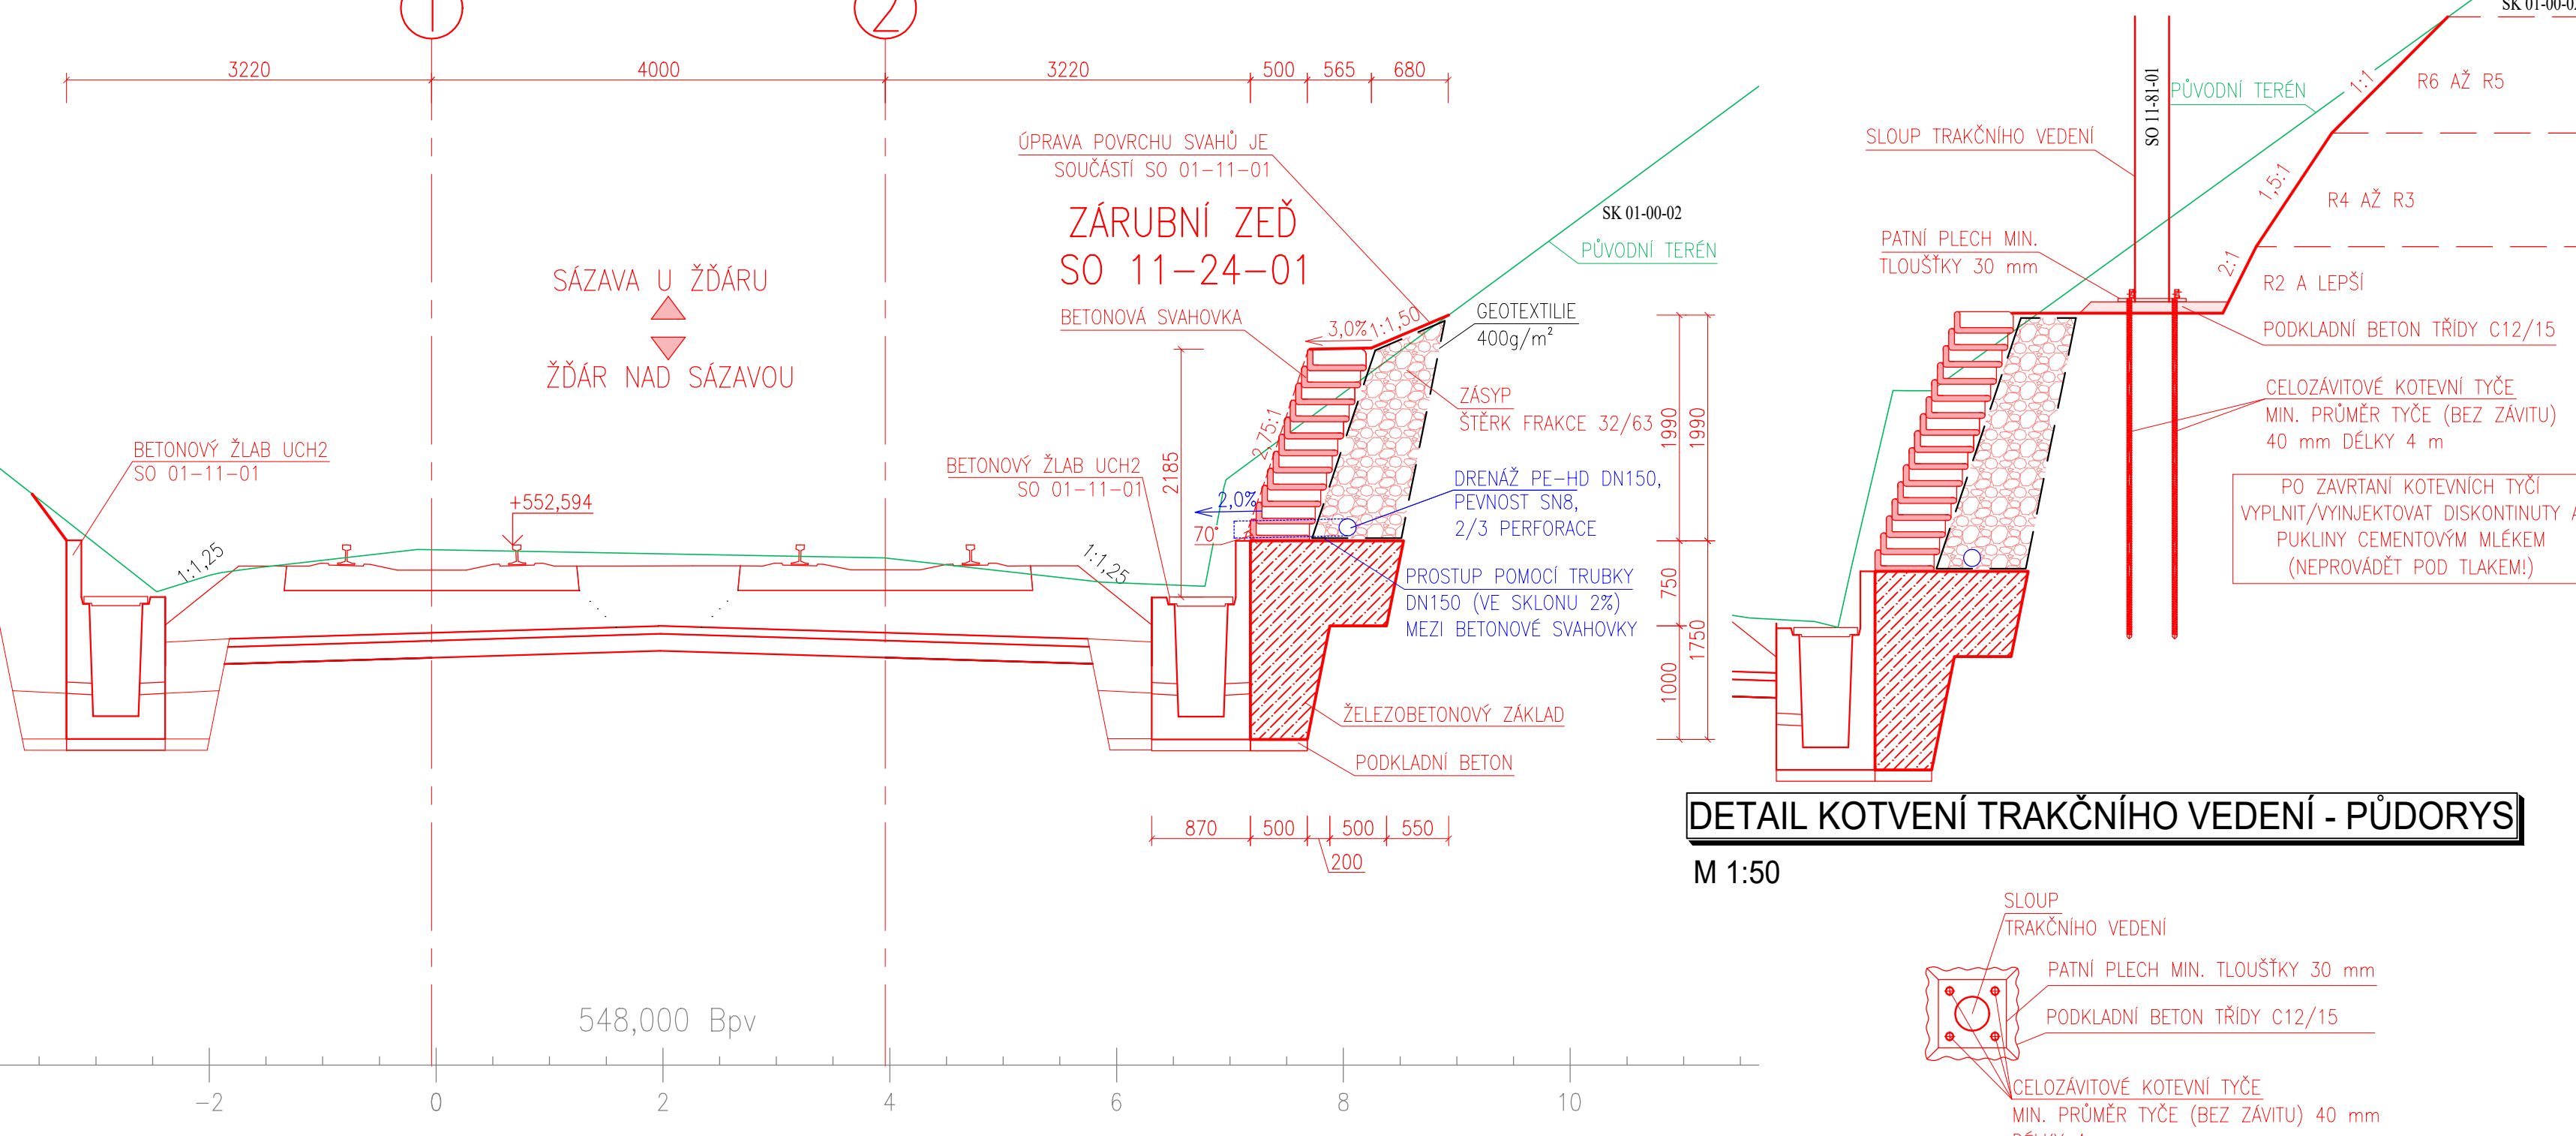 1
2
3220
4000
3220
500
565
680
ÚPRAVA POVRCHU SVAHŮ JE
SOUČÁSTÍ SO 01-11-01
ZÁRUBNÍ ZEĎ
SO 11-24-01
SÁZAVA U ŽĎÁRU
ŽĎÁR NAD SÁZAVOU
BETONOVÁ SVAHOVKA
3,0%
1:1,50
SK 01-00-02
PŮVODNÍ TERÉN
GEOTEXTILIE
400g/m²
ZÁSYP
ŠTĚRK FRAKCE 32/63
1990
1990
2,75:1
2185
BETONOVÝ ŽLAB UCH2
SO 01-11-01
BETONOVÝ ŽLAB UCH2
SO 01-11-01
+552,594
1:1,25
1:1,25
2,0%
70°
DRENÁŽ PE-HD DN150,
PEVNOST SN8,
2/3 PERFORACE
PROSTUP POMOCÍ TRUBKY
DN150 (VE SKLONU 2%)
MEZI BETONOVÉ SVAHOVKY
750
1750
1000
ŽELEZOBETONOVÝ ZÁKLAD
PODKLADNÍ BETON
870
500
500
550
200
548,000 Bpv
-2
0
2
4
6
8
10
SO 11-81-01
PŮVODNÍ TERÉN
1:1
R6 AŽ R5
SLOUP TRAKČNÍHO VEDENÍ
1,5:1
R4 AŽ R3
PATNÍ PLECH MIN.
TLOUŠŤKY 30 mm
2:1
R2 A LEPŠÍ
PODKLADNÍ BETON TŘÍDY C12/15
CELOZÁVITOVÉ KOTEVNÍ TYČE
MIN. PRŮMĚR TYČE (BEZ ZÁVITU)
40 mm DÉLKY 4 m
PO ZAVRTANÍ KOTEVNÍCH TYČÍ
VYPLNIT/VYINJEKTOVAT DISKONTINUTY A
PUKLINY CEMENTOVÝM MLÉKEM
(NEPROVÁDĚT POD TLAKEM!)
DETAIL KOTVENÍ TRAKČNÍHO VEDENÍ - PŮDORYS
M 1:50
SLOUP
TRAKČNÍHO VEDENÍ
PATNÍ PLECH MIN. TLOUŠŤKY 30 mm
PODKLADNÍ BETON TŘÍDY C12/15
CELOZÁVITOVÉ KOTEVNÍ TYČE
MIN. PRŮMĚR TYČE (BEZ ZÁVITU) 40 mm